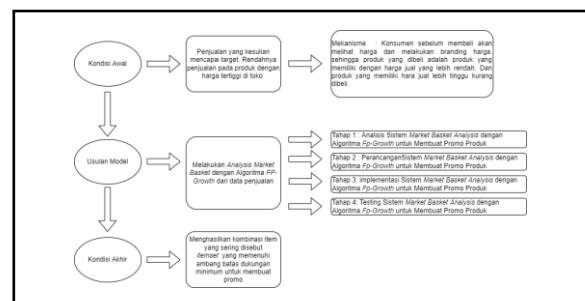 Kondisi Awal
Penjualan yang kesulian
mencapai target. Rendahnya
penjualan pada produk dengan
harga tertiggi di toko
Mekanisme : Konsumen sebelum membeli akan
melihat harga dan melakukan branding harga.
sehingga produk yang dibeli adalah produk yang
memiliki dengan harga jual yang lebih rendah. Dan
produk yang memiliki hara jual lebih tinggu kurang
dibeli.
Usulan Model
Melakukan Analysis Market
Basket dengan Algoritma FP-
Growth dari data penjualan
Tahap 1 : Analisis Sistem Market Basket Analysis dengan
Algoritma Fp-Growth untuk Membuat Promo Produk
Tahap 2 : PerancanganSistem Market Basket Analysis dengan
Algoritma Fp-Growth untuk Membuat Promo Produk
Tahap 3: implementasi Sistem Market Basket Analysis dengan
Algoritma Fp-Growth untuk Membuat Promo Produk
Tahap 4: Testing Sistem Market Basket Analysis dengan
Algoritma Fp-Growth untuk Membuat Promo Produk
Kondisi Akhir
Menghasilkan kombinasi item
yang sering disebut
itemset yang memenuhi
ambang batas dukungan
minimum untuk membuat
promo